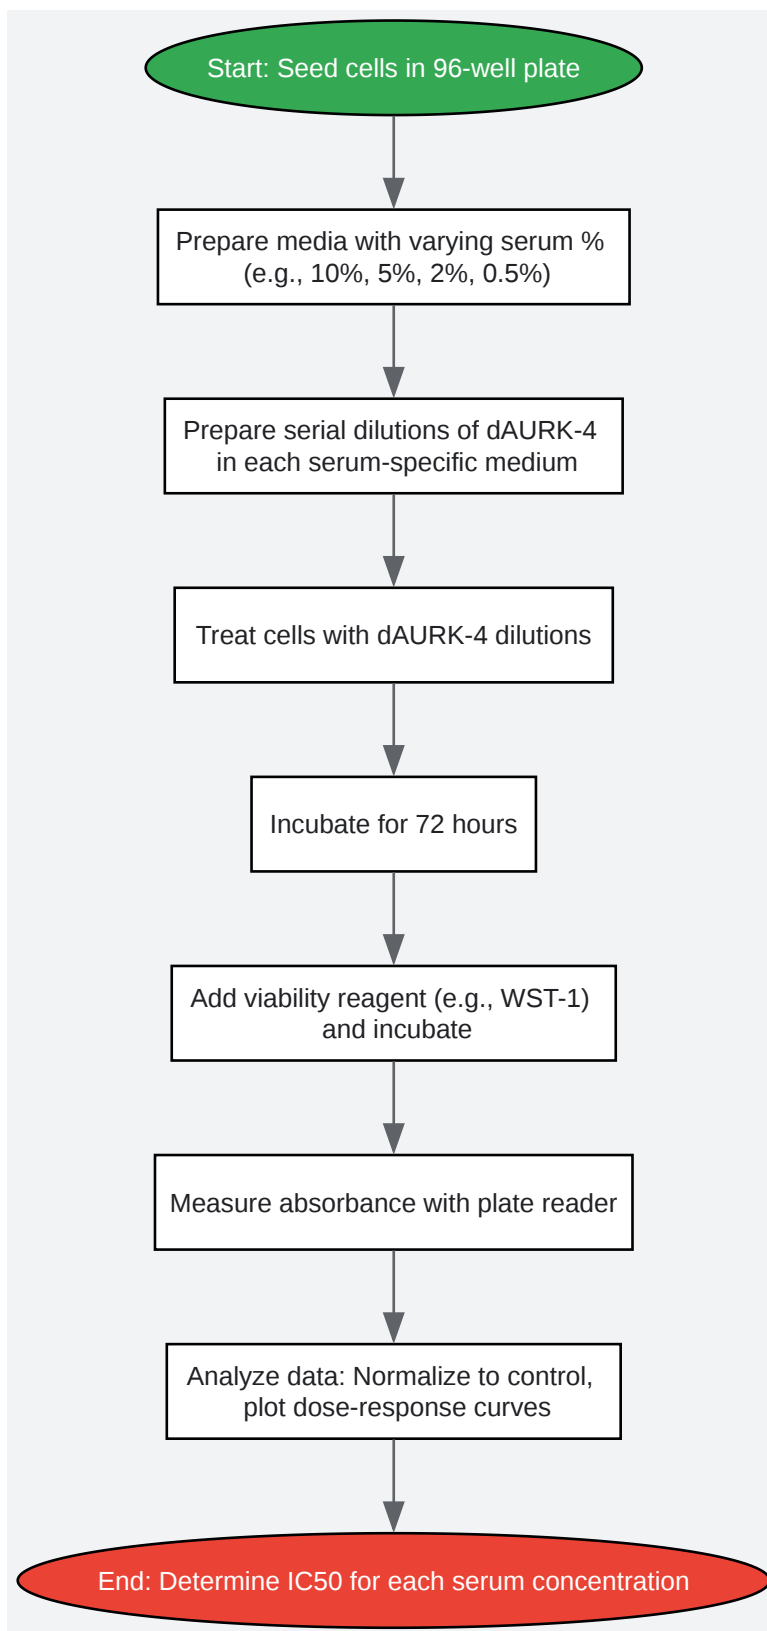 Start: Seed cells in 96-well plate
Prepare media with varying serum %
(e.g., 10%, 5%, 2%, 0.5%)
Prepare serial dilutions of dAURK-4
in each serum-specific medium
Treat cells with dAURK-4 dilutions
Incubate for 72 hours
Add viability reagent (e.g., WST-1)
and incubate
Measure absorbance with plate reader
Analyze data: Normalize to control,
plot dose-response curves
End: Determine IC50 for each serum concentration